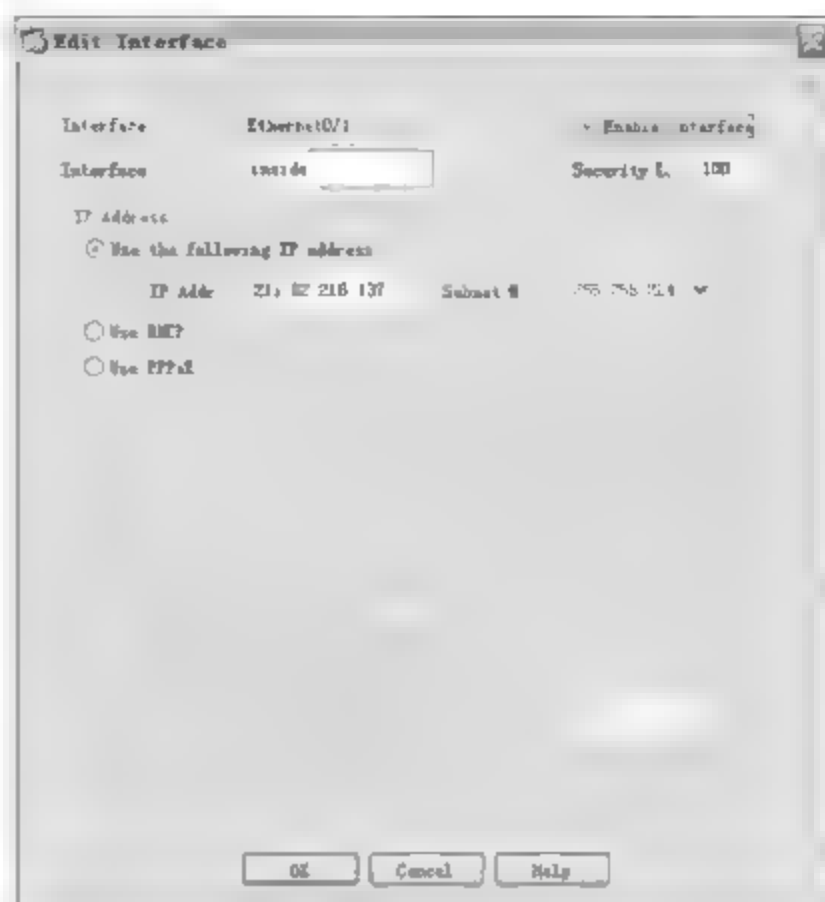 Edit Interface
Interface Ethernet0/1 Enable Interface
Interface inside Security L. 100
IP Address
Use the following IP address
IP Addr Subnet M
Use
Use PPPoE
OK Cancel Help